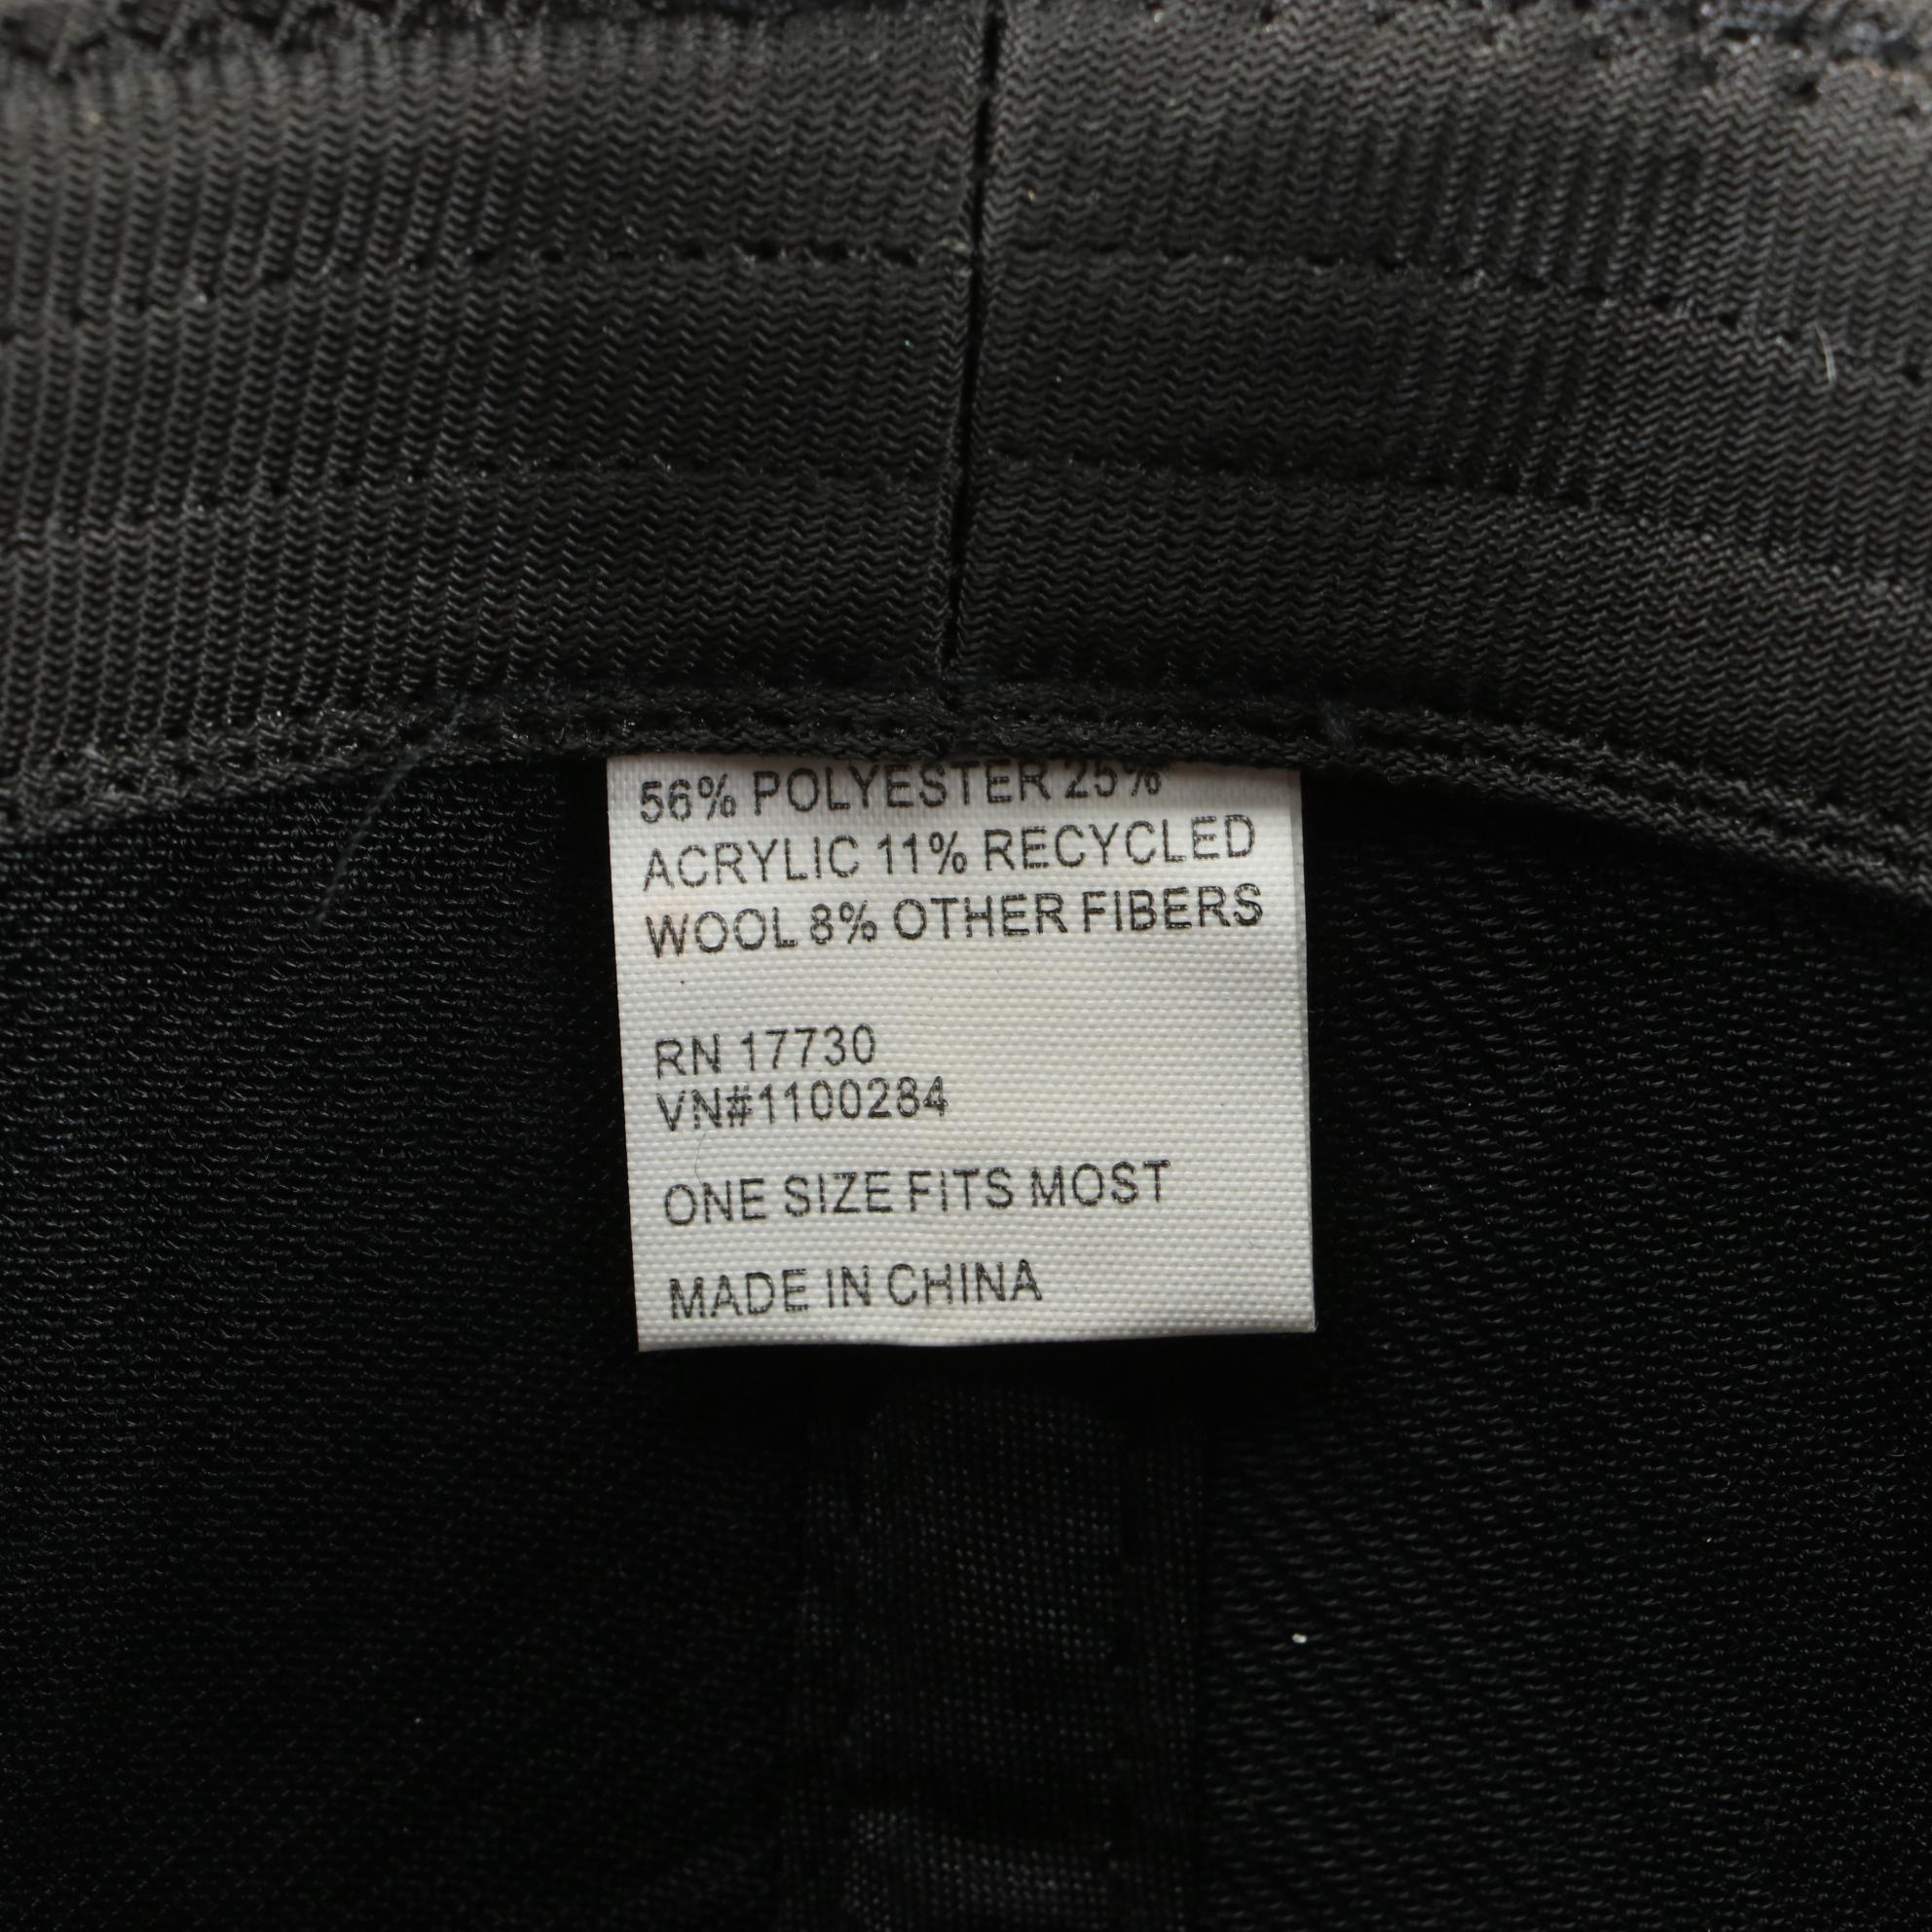 56% POLYESTER 25%
ACRYLIC 11% RECYCLED
WOOL 8% OTHER FIBERS
RN 17730
VN#1100284
ONE SIZE FITS MOST
MADE IN CHINA